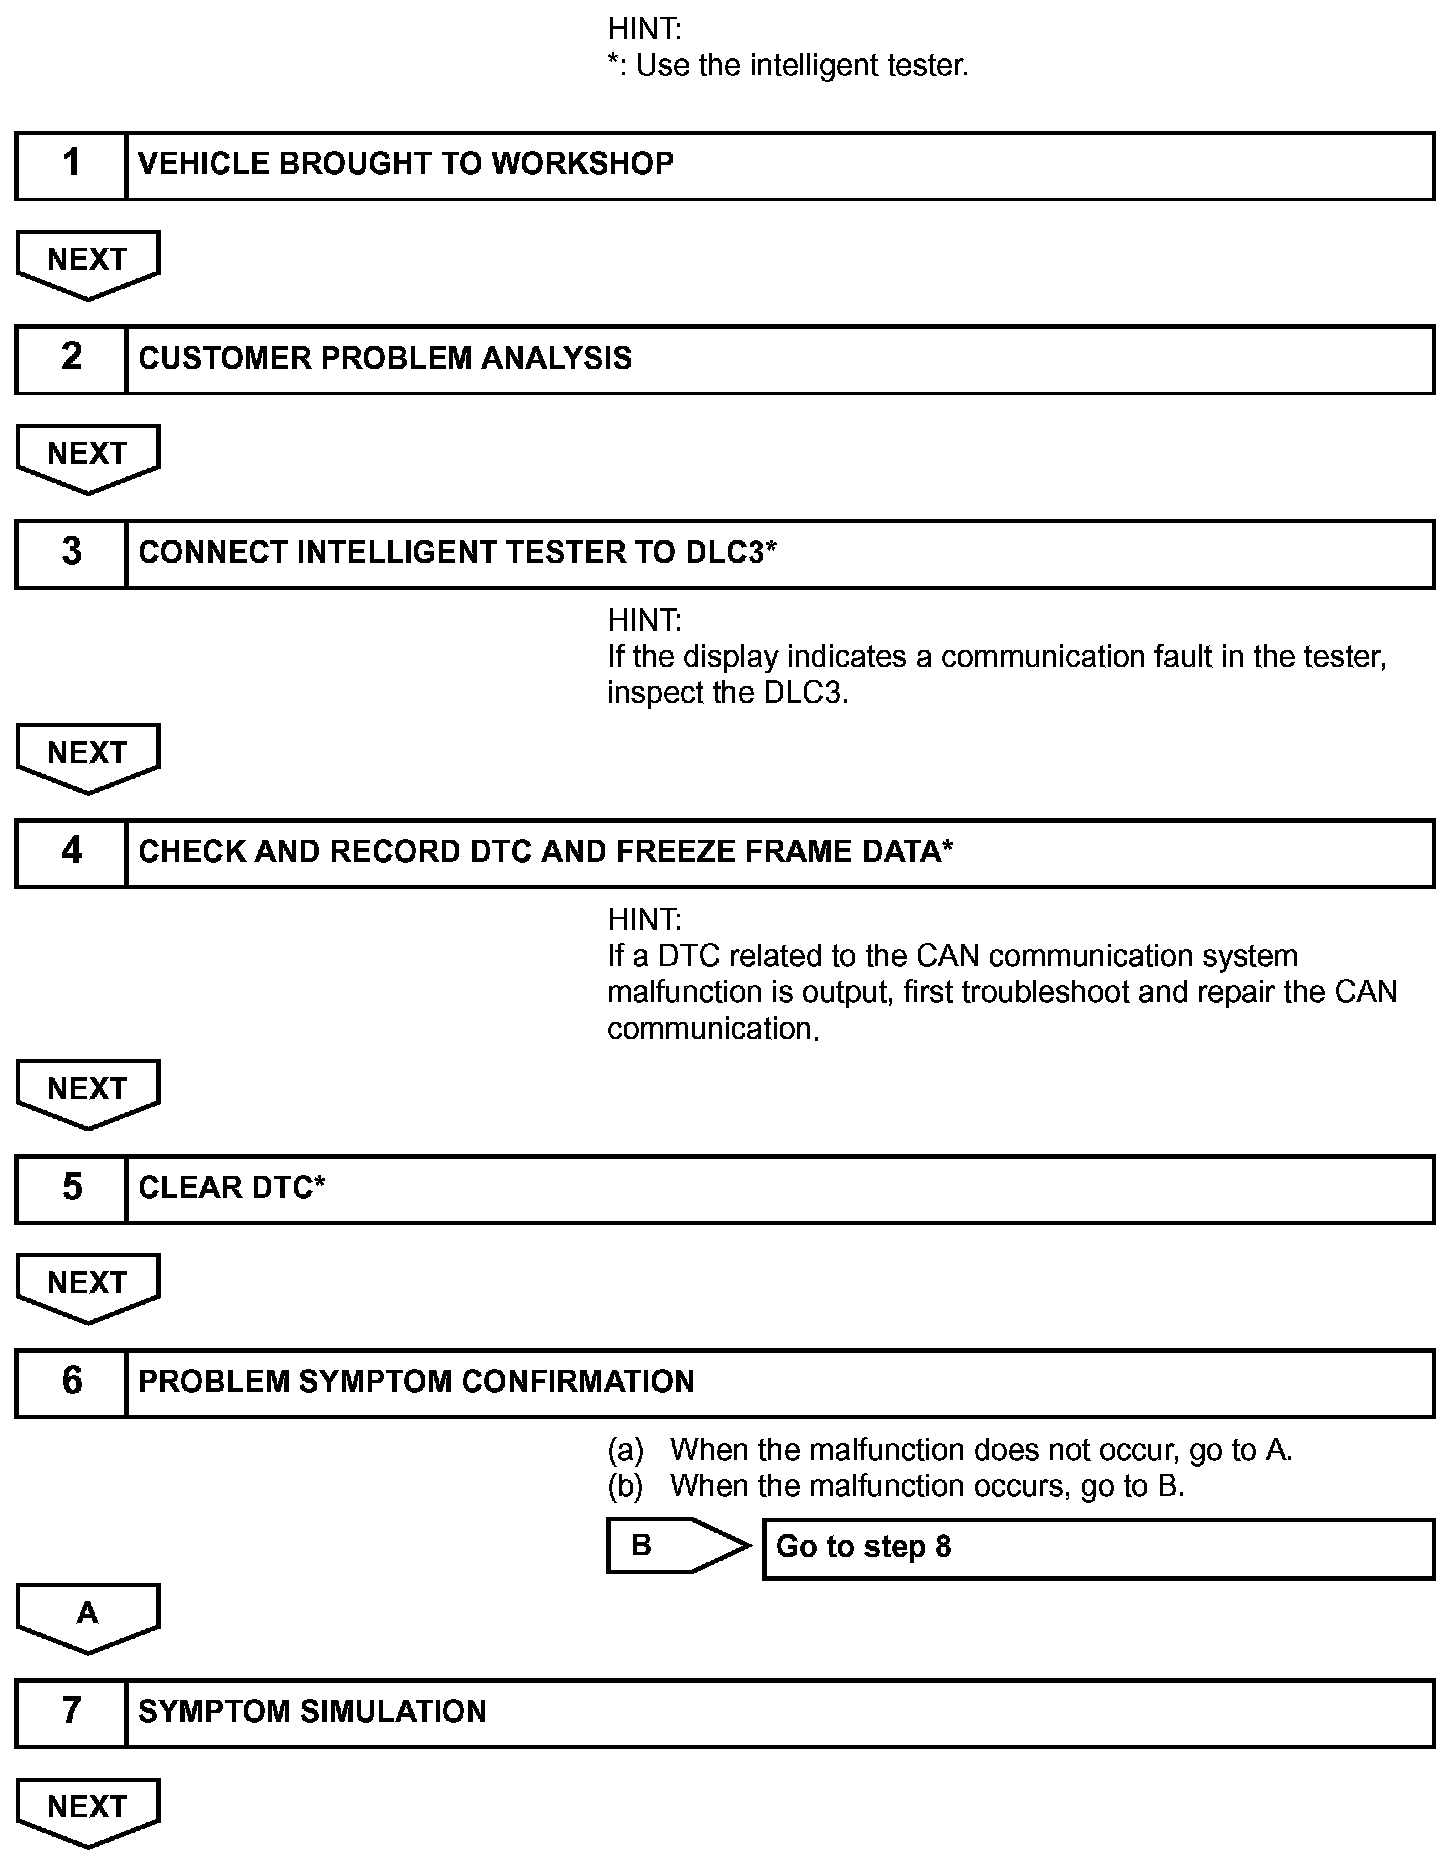 HINT:
*: Use the intelligent tester.
1 VEHICLE BROUGHT TO WORKSHOP
NEXT
2 CUSTOMER PROBLEM ANALYSIS
NEXT
3 CONNECT INTELLIGENT TESTER TO DLC3*
HINT:
If the display indicates a communication fault in the tester,
inspect the DLC3.
NEXT
4 CHECK AND RECORD DTC AND FREEZE FRAME DATA*
HINT:
If a DTC related to the CAN communication system
malfunction is output, first troubleshoot and repair the CAN
communication.
NEXT
5 CLEAR DTC*
NEXT
6 PROBLEM SYMPTOM CONFIRMATION
(a) When the malfunction does not occur, go to A.
(b) When the malfunction occurs, go to B.
B Go to step 8
A
7 SYMPTOM SIMULATION
NEXT